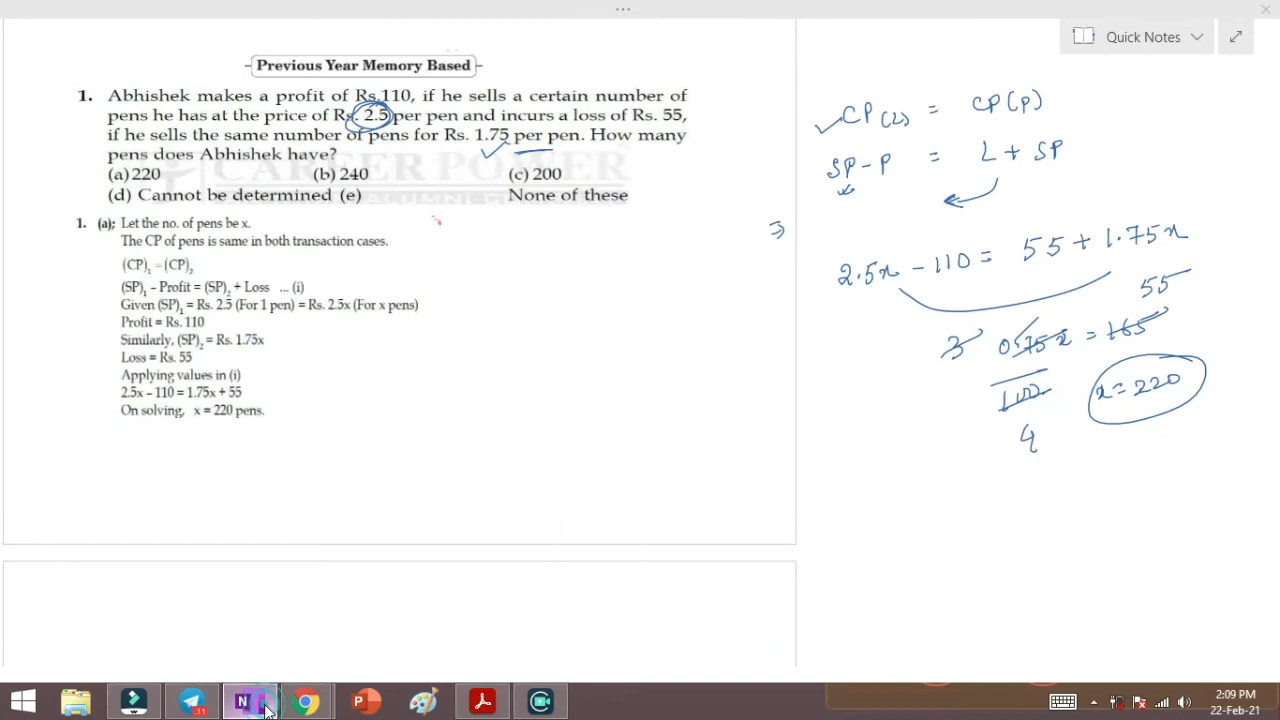 Quick Notes
Previous Year Memory Based
1. Abhishek makes a profit of Rs.110, if he sells a certain number of
pens he has at the price of Rs. 2.5 per pen and incurs a loss of Rs. 55,
if he sells the same number of pens for Rs. 1.75 per pen. How many
pens does Abhishek have?
(a) 220 (b) 240 (c) 200
(d) Cannot be determined (e) None of these
CAREER POWER
1. (a); Let the no. of pens be x.
The CP of pens is same in both transaction cases.
(CP)₁ = (CP)₂
(SP)₁ – Profit = (SP)₂ + Loss ... (i)
Given (SP)₁ = Rs. 2.5 (For 1 pen) = Rs. 2.5x (For x pens)
Profit = Rs. 110
Similarly, (SP)₂ = Rs. 1.75x
Loss = Rs. 55
Applying values in (i)
2.5x – 110 = 1.75x + 55
On solving, x = 220 pens.
CP(2) = CP(P)
SP - P = L + SP
⇒
2.5x - 110 = 55 + 1.75x
55
3 0.75x = 165
100
4
x = 220
11
2:09 PM
22-Feb-21